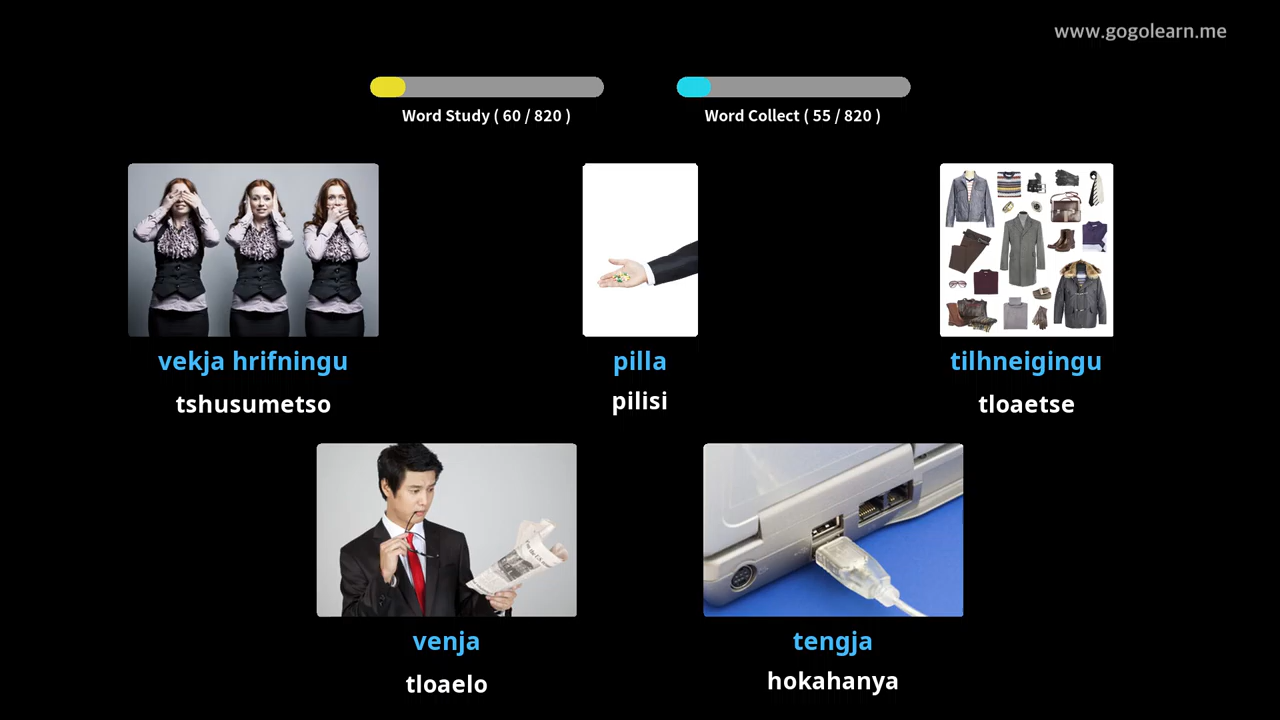 www.gogolearn.me
Word Study ( 60 / 820 )
Word Collect ( 55 / 820 )
vekja hrifningu
tshusumetso
pilla
pilisi
tilhneigingu
tloaetse
venja
tloaelo
tengja
hokahanya